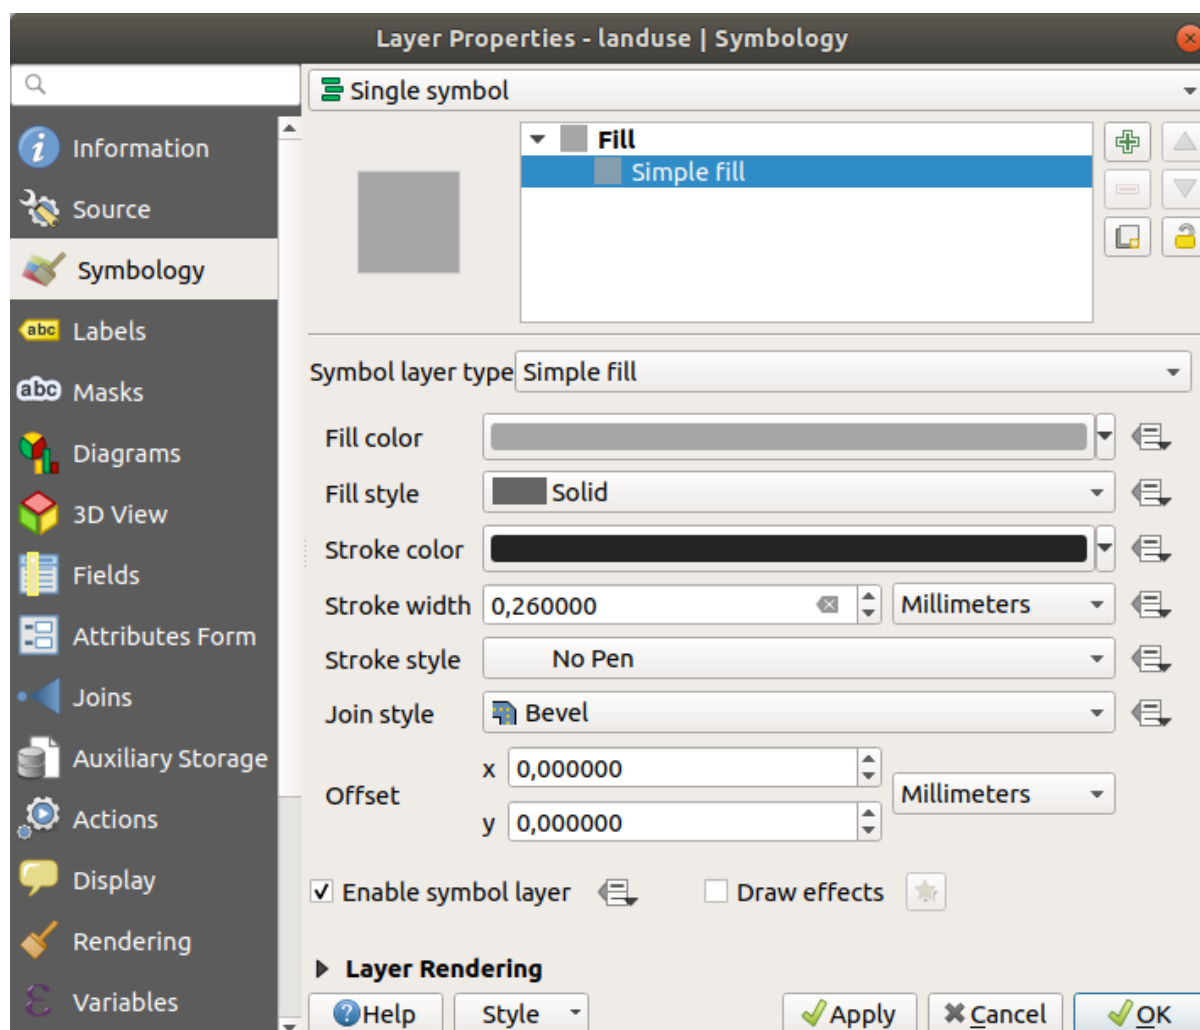 Layer Properties - landuse | Symbology
Single symbol
Information
Source
Symbology
Labels
Masks
Diagrams
3D View
Fields
Attributes Form
Joins
Auxiliary Storage
Actions
Display
Rendering
Variables
Fill
Simple fill
Symbol layer type Simple fill
Fill color
Fill style Solid
Stroke color
Stroke width 0,260000 Millimeters
Stroke style No Pen
Join style Bevel
Offset x 0,000000 Millimeters
y 0,000000
Enable symbol layer Draw effects
Layer Rendering
Help Style Apply Cancel OK